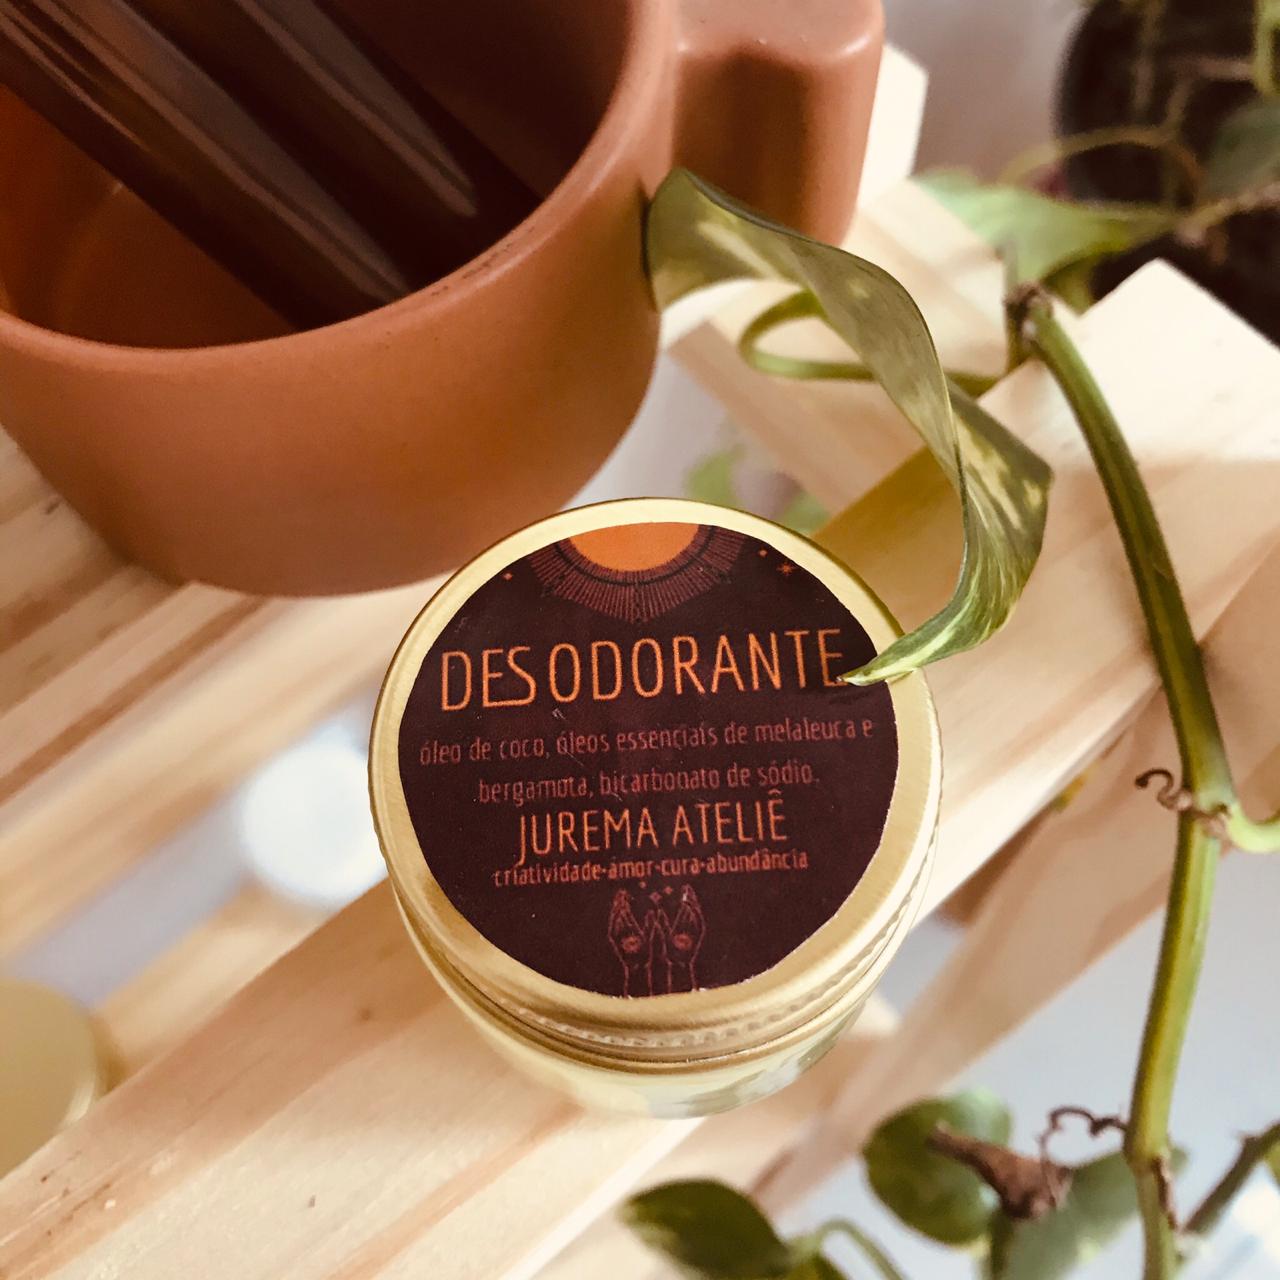 DESODORANTE
óleo de coco, óleos essenciais de melaleuca e
bergamota, bicarbonato de sódio.
JUREMA ATELIÊ
criatividade·amor·cura·abundância